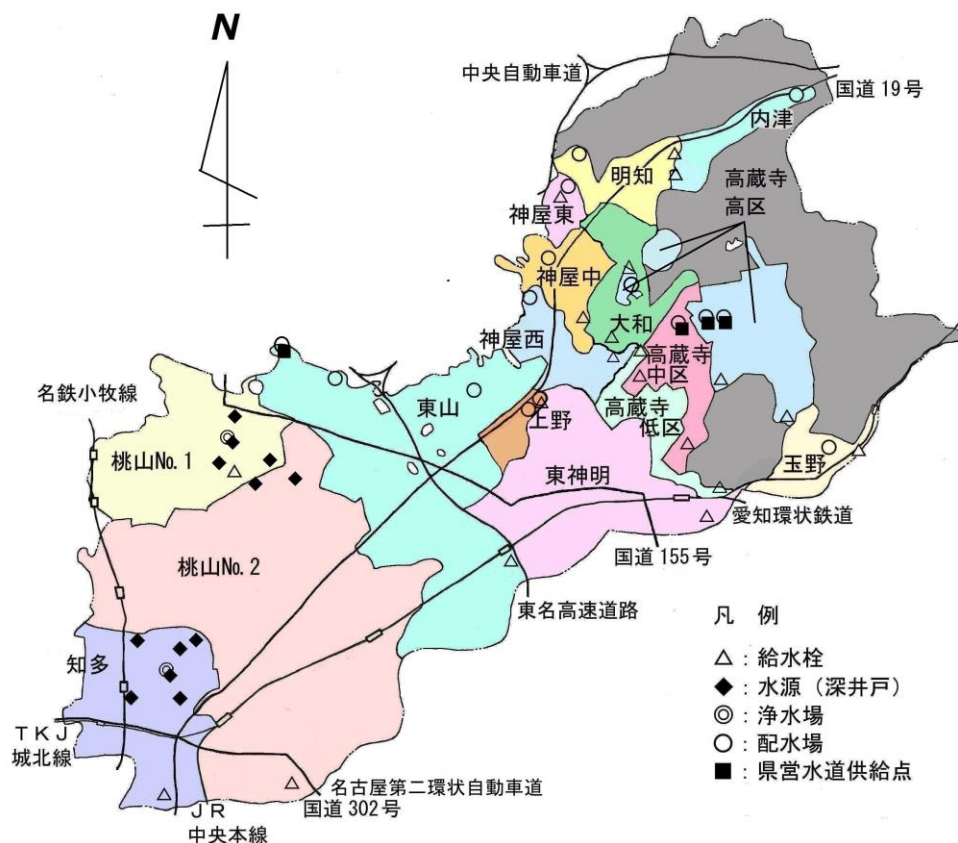 N
中央自動車道
国道19号
内津
明知
高蔵寺
高区
神屋東
神屋中
大和
神屋西
高蔵寺
中区
名鉄小牧線
東山
上野
高蔵寺
低区
玉野
桃山No.1
東神明
愛知環状鉄道
桃山No.2
国道155号
東名高速道路
凡 例
△：給水栓
知多
◆：水源（深井戸）
◎：浄水場
TKJ
城北線
○：配水場
■：県営水道供給点
名古屋第二環状自動車道
国道302号
JR
中央本線